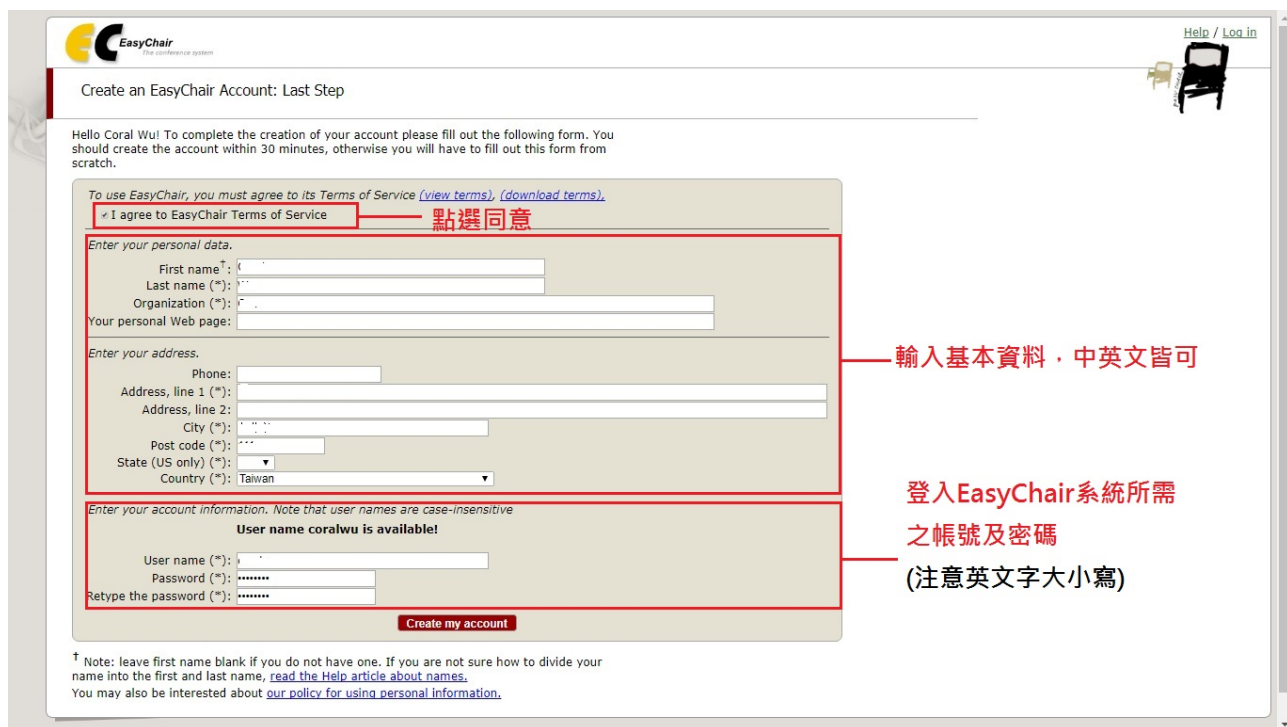 EC EasyChair
The conference system
Help / Log in
easy chair
Create an EasyChair Account: Last Step
Hello Coral Wu! To complete the creation of your account please fill out the following form. You
should create the account within 30 minutes, otherwise you will have to fill out this form from
scratch.
To use EasyChair, you must agree to its Terms of Service (view terms), (download terms),
I agree to EasyChair Terms of Service
點選同意
Enter your personal data.
First name†:
Last name (*):
Organization (*):
Your personal Web page:
輸入基本資料，中英文皆可
Enter your address.
Phone:
Address, line 1 (*):
Address, line 2:
City (*):
Post code (*):
State (US only) (*):
Country (*): Taiwan
登入EasyChair系統所需
之帳號及密碼
(注意英文字大小寫)
Enter your account information. Note that user names are case-insensitive
User name coralwu is available!
User name (*):
Password (*): ••••••••
Retype the password (*): ••••••••
Create my account
† Note: leave first name blank if you do not have one. If you are not sure how to divide your
name into the first and last name, read the Help article about names.
You may also be interested about our policy for using personal information.